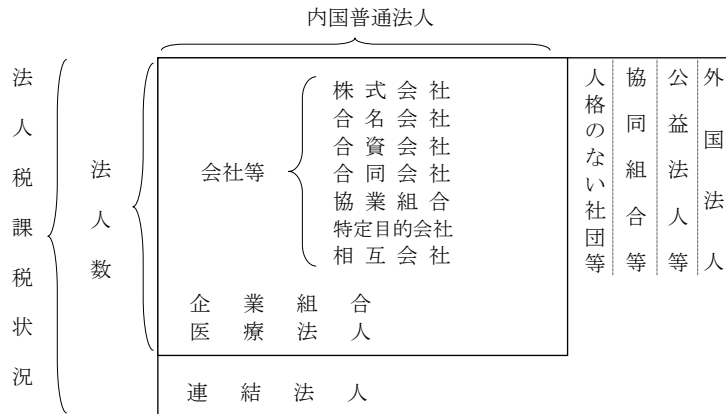 内国普通法人
法人税課税状況
法人数
会社等
株式会社
合名会社
合資会社
合同会社
協業組合
特定目的会社
相互会社
企業組合
医療法人
連結法人
人格のない社団等
協同組合等
公益法人等
外国法人